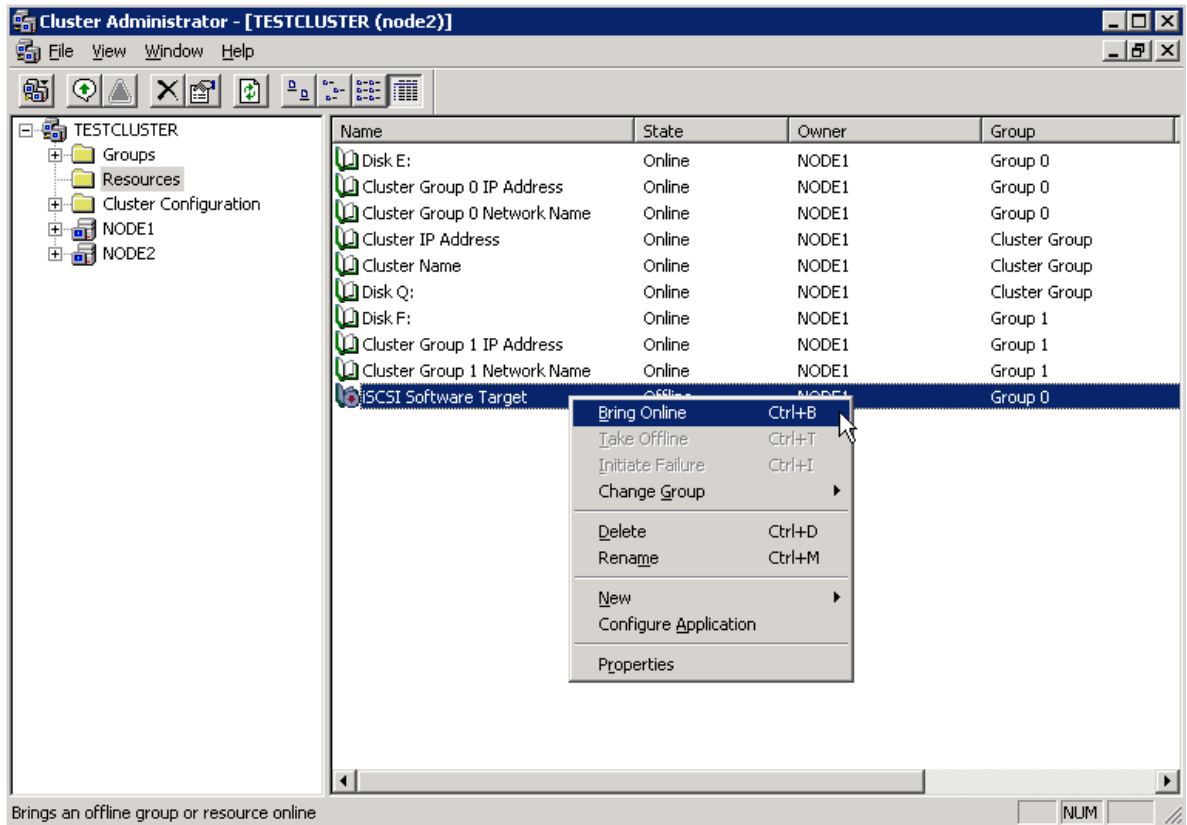 Cluster Administrator - [TESTCLUSTER (node2)]
File View Window Help
TESTCLUSTER
Groups
Resources
Cluster Configuration
NODE1
NODE2
Name State Owner Group
Disk E: Online NODE1 Group 0
Cluster Group 0 IP Address Online NODE1 Group 0
Cluster Group 0 Network Name Online NODE1 Group 0
Cluster IP Address Online NODE1 Cluster Group
Cluster Name Online NODE1 Cluster Group
Disk Q: Online NODE1 Cluster Group
Disk F: Online NODE1 Group 1
Cluster Group 1 IP Address Online NODE1 Group 1
Cluster Group 1 Network Name Online NODE1 Group 1
iSCSI Software Target Offline NODE1 Group 0
Bring Online Ctrl+B
Take Offline Ctrl+T
Initiate Failure Ctrl+I
Change Group
Delete Ctrl+D
Rename Ctrl+M
New
Configure Application
Properties
Brings an offline group or resource online
NUM